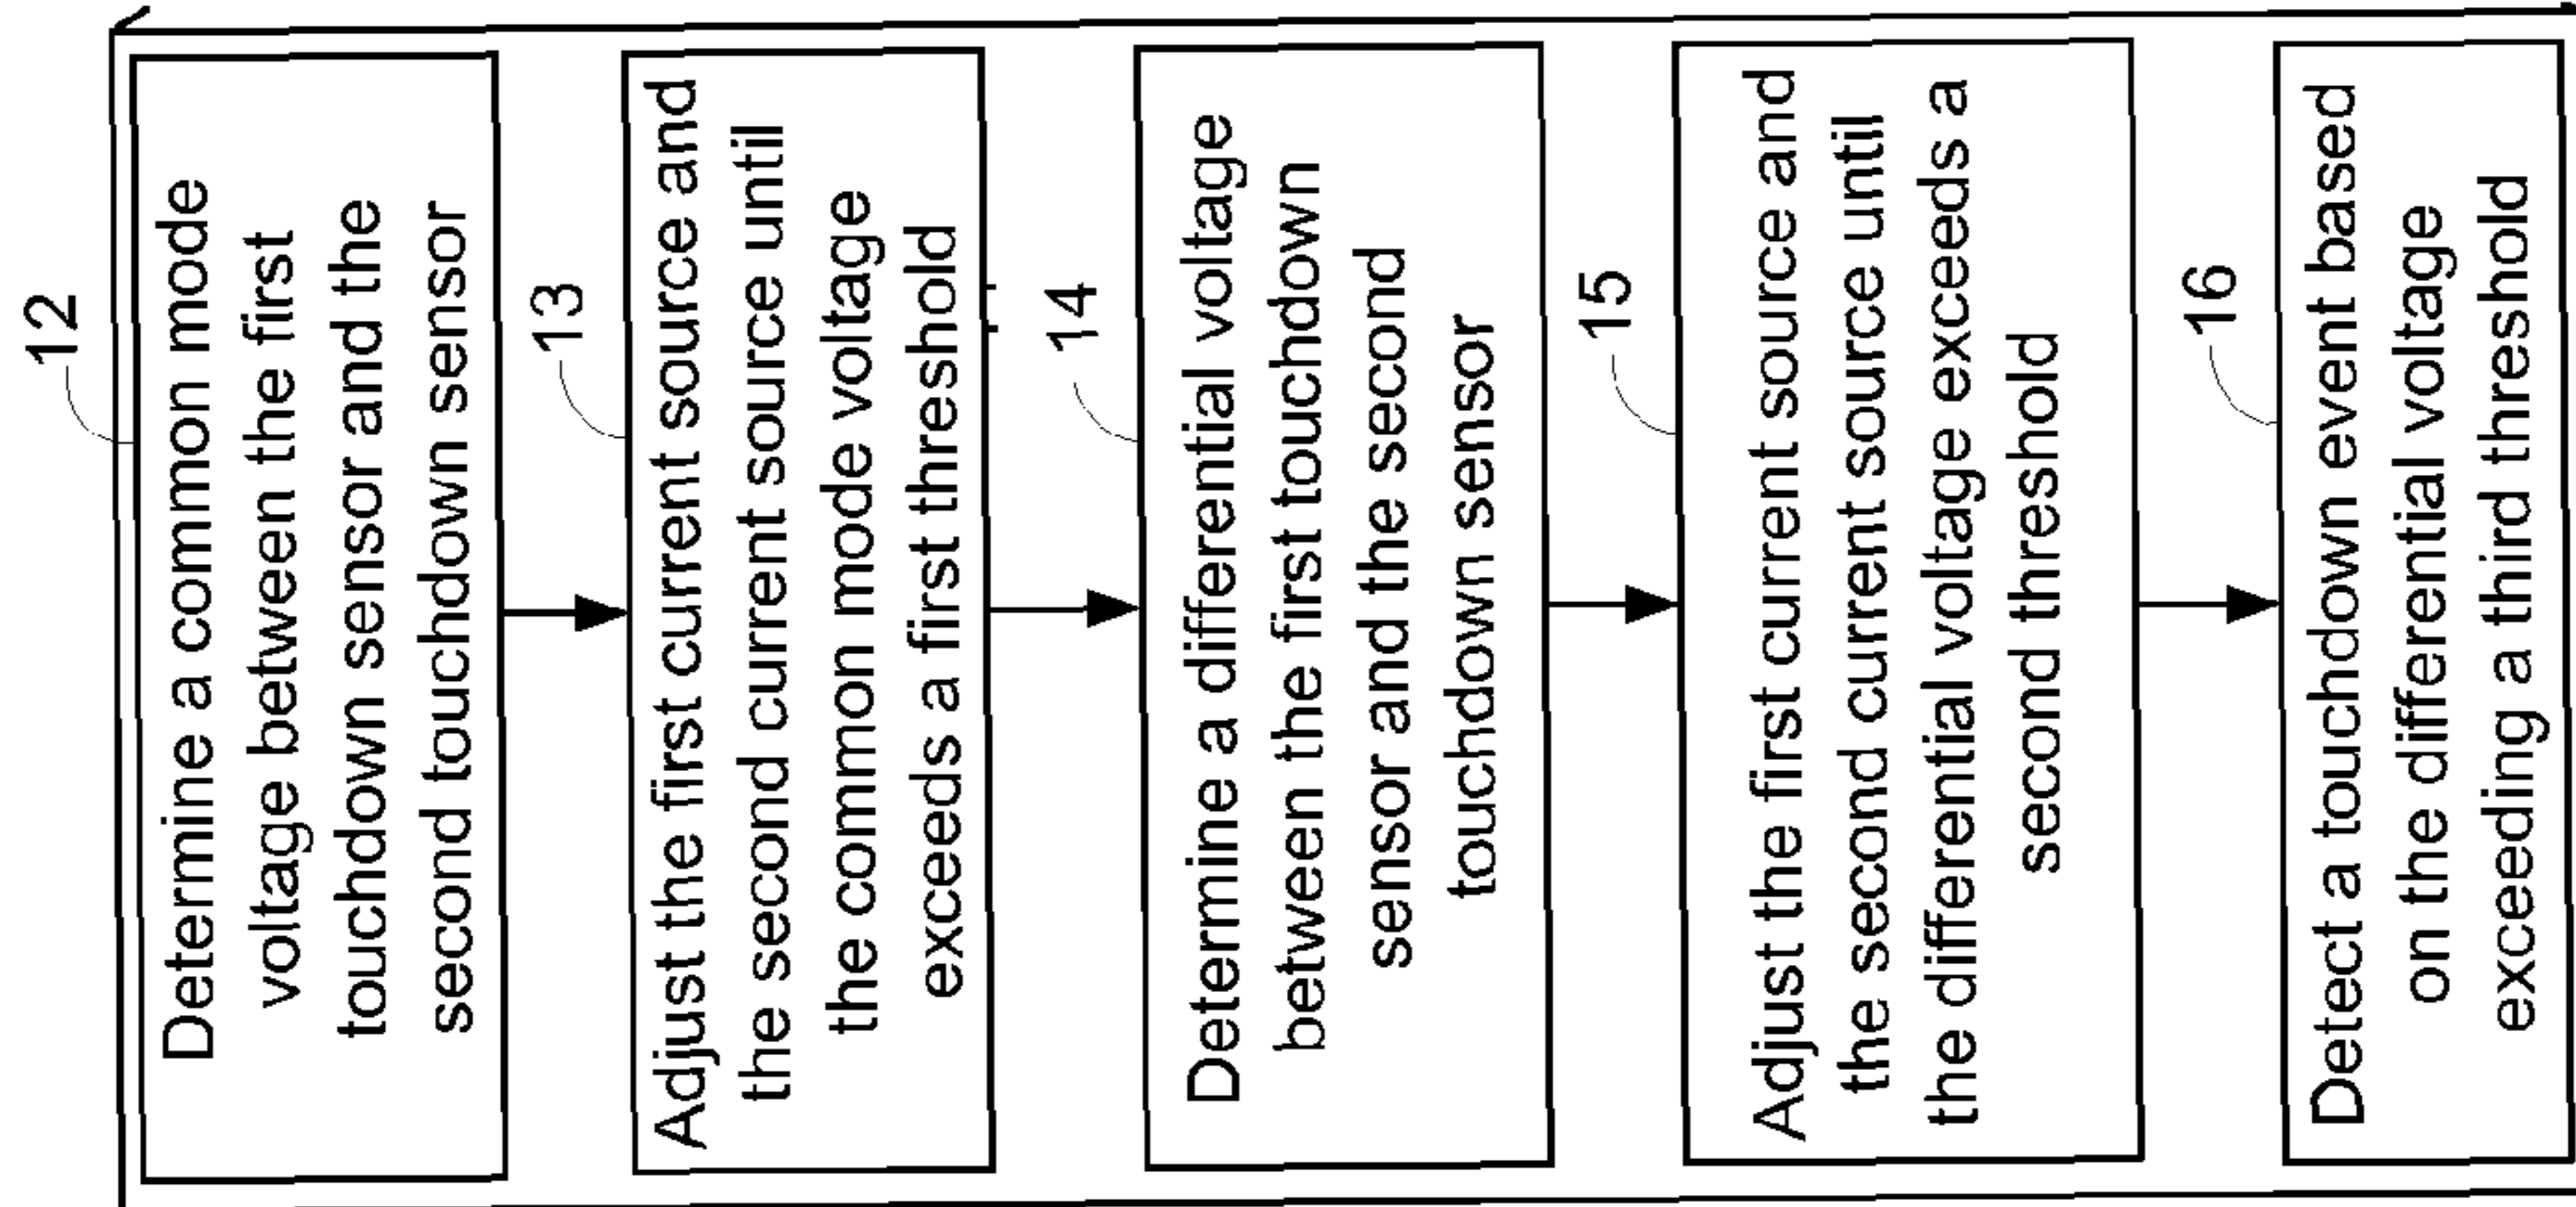 12
Determine a common mode
voltage between the first
touchdown sensor and the
second touchdown sensor
13
Adjust the first current source and
the second current source until
the common mode voltage
exceeds a first threshold
14
Determine a differential voltage
between the first touchdown
sensor and the second
touchdown sensor
15
Adjust the first current source and
the second current source until
the differential voltage exceeds a
second threshold
16
Detect a touchdown event based
on the differential voltage
exceeding a third threshold